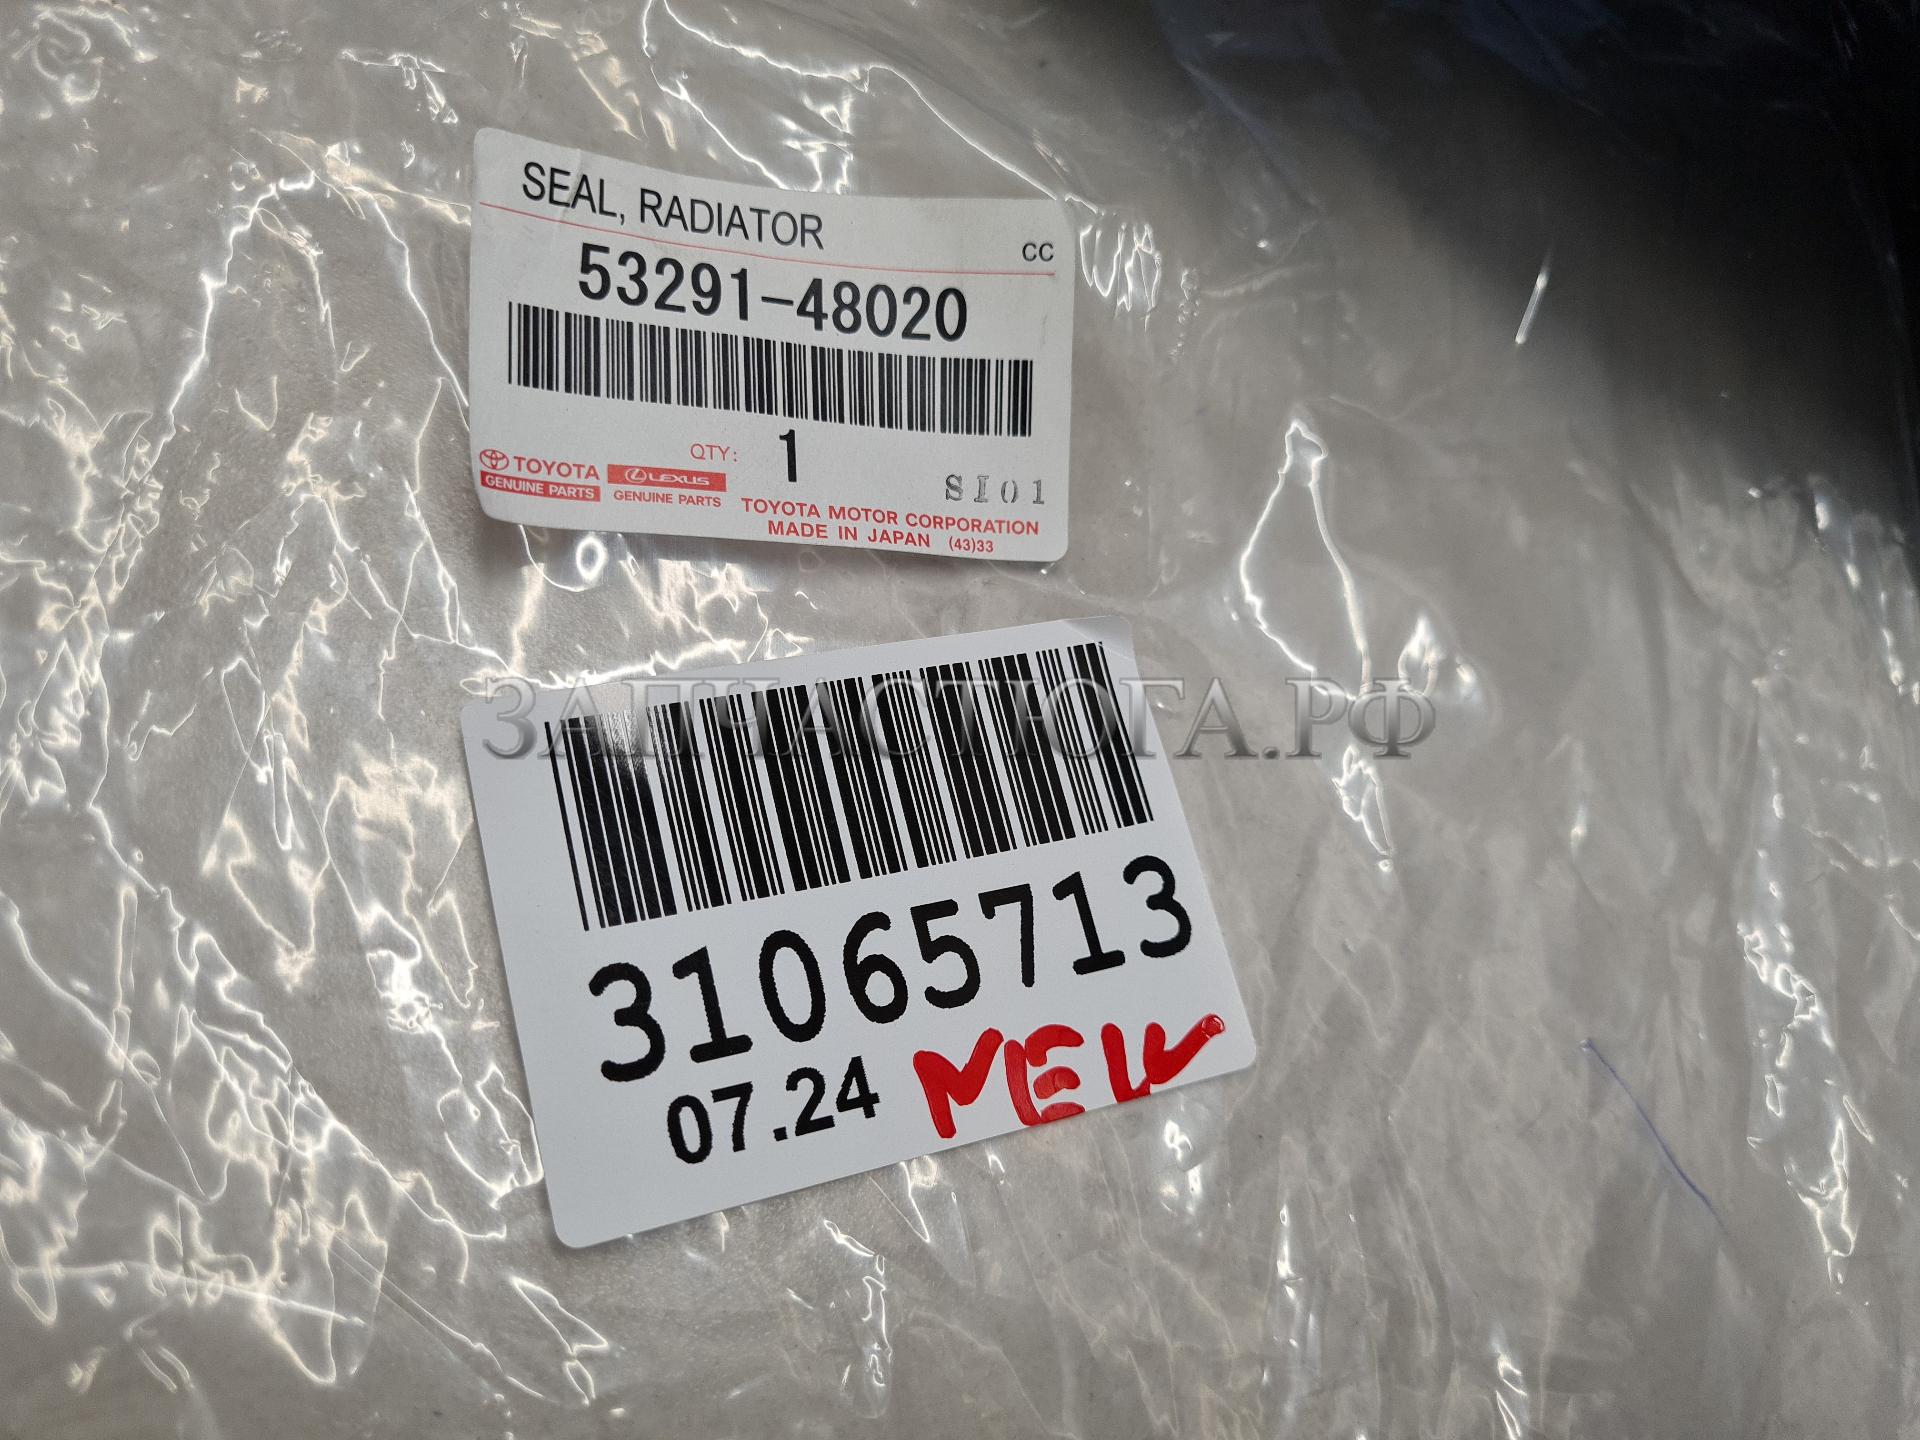 SEAL, RADIATOR
CC
53291-48020
QTY: 1
TOYOTA
GENUINE PARTS
LEXUS
GENUINE PARTS
SI01
TOYOTA MOTOR CORPORATION
MADE IN JAPAN (43)33
ЗАПЧАСТЮГА.РФ
31065713
07.24 NEW